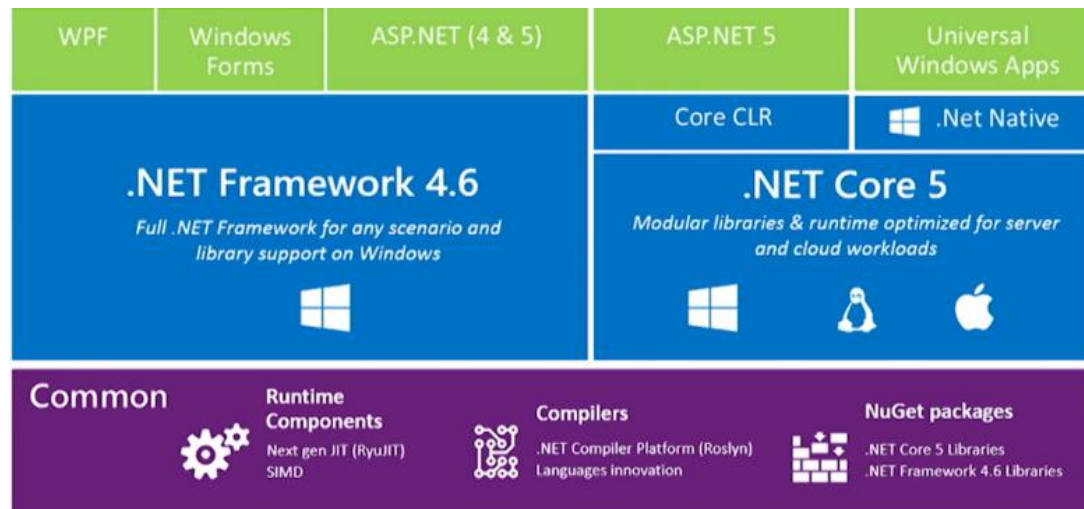 WPF
Windows
Forms
ASP.NET (4 & 5)
ASP.NET 5
Universal
Windows Apps
Core CLR
.Net Native
.NET Framework 4.6
Full .NET Framework for any scenario and
library support on Windows
.NET Core 5
Modular libraries & runtime optimized for server
and cloud workloads
Common
Runtime
Components
Next gen JIT (RyuJIT)
SIMD
Compilers
.NET Compiler Platform (Roslyn)
Languages innovation
NuGet packages
.NET Core 5 Libraries
.NET Framework 4.6 Libraries